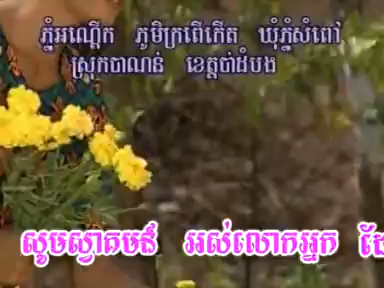 ភ្នំអណ្ដើក ភូមិក្រពើកើត ឃុំភ្នំសំពៅ
ស្រុកបាណន់ ខេត្តបាត់ដំបង
សូមស្វាគមន៍ អស់លោកអ្នក